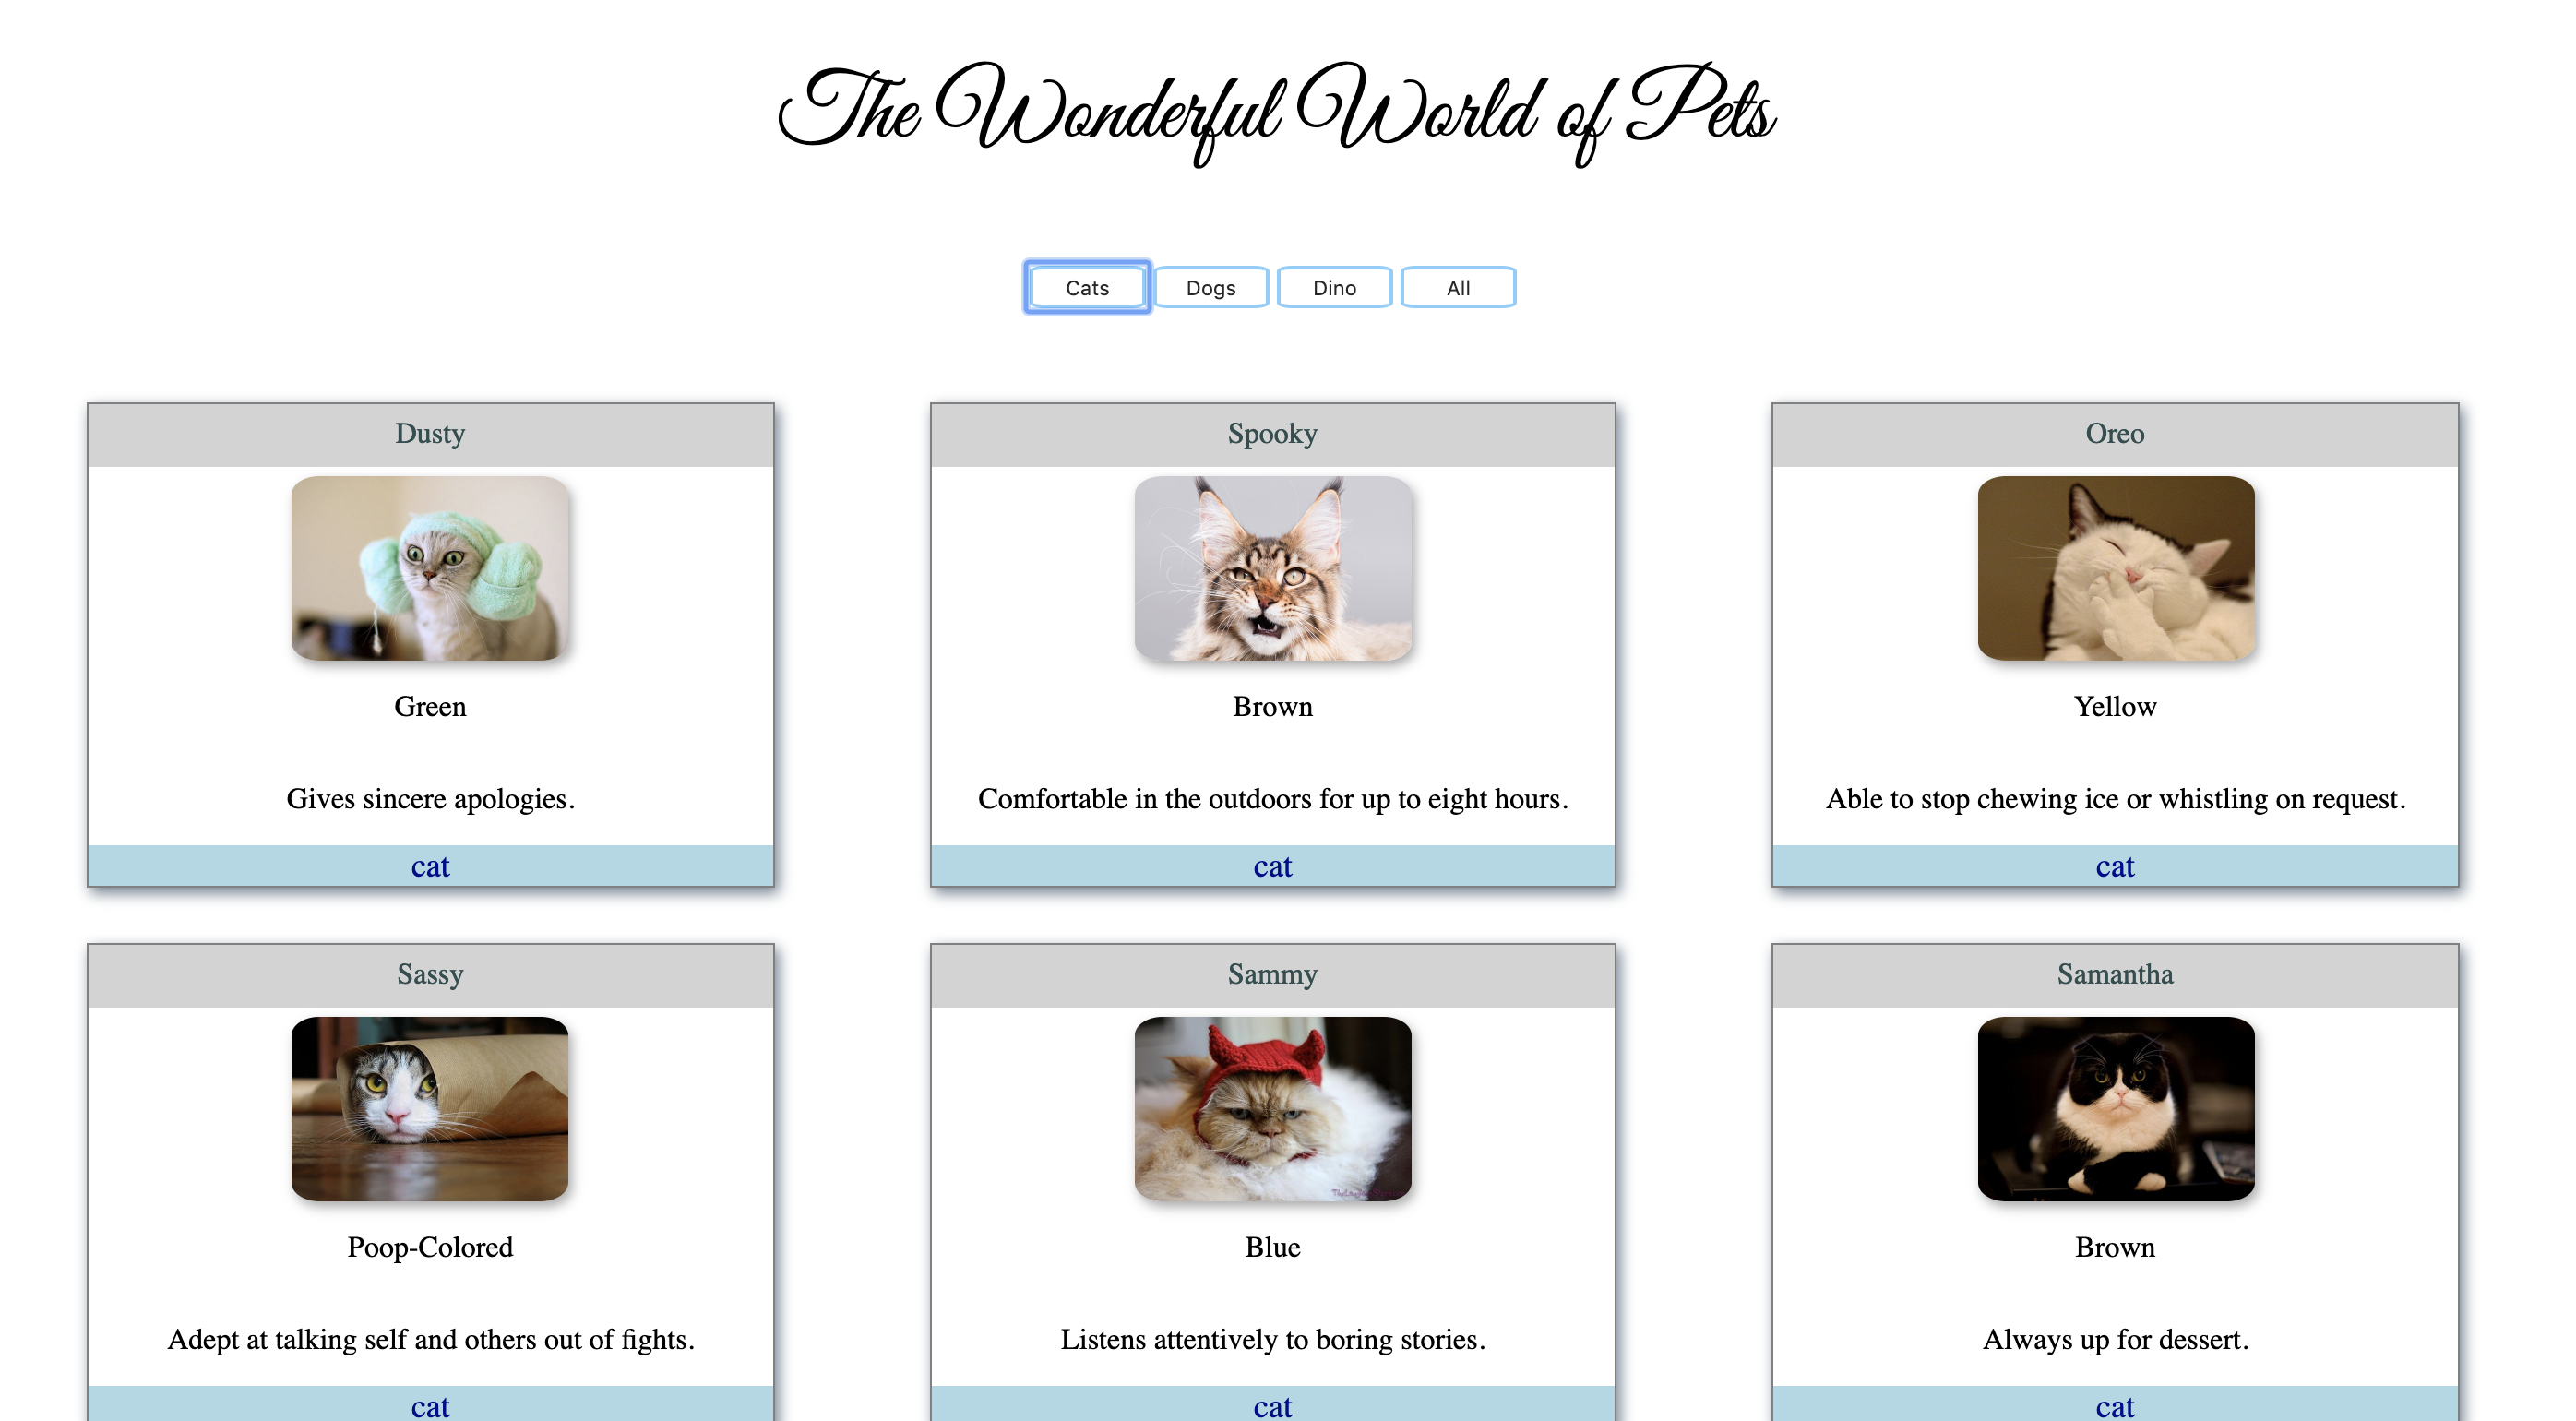 The Wonderful World of Pets
Cats Dogs Dino All
Dusty
Spooky
Oreo
Green
Brown
Yellow
Gives sincere apologies.
Comfortable in the outdoors for up to eight hours.
Able to stop chewing ice or whistling on request.
cat
cat
cat
Sassy
Sammy
Samantha
Poop-Colored
Blue
Brown
Adept at talking self and others out of fights.
Listens attentively to boring stories.
Always up for dessert.
cat
cat
cat